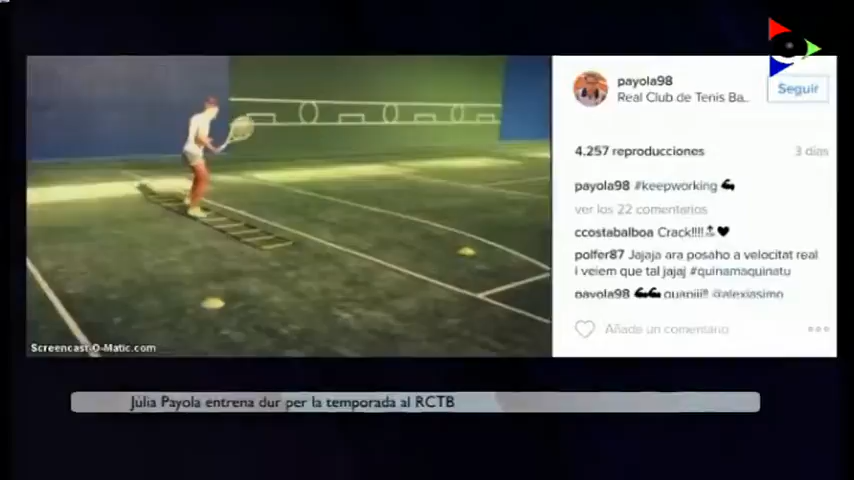 payola98
Real Club de Tenis Ba...
Seguir
4.257 reproducciones
3 días
payola98 #keepworking
ver los 22 comentarios
ccostabalboa Crack!!!!
polfer87 Jajaja ara posaho a velocitat real
i veiem que tal jajaj #quinamaquinatu
payola98 guapiii!! @alexiasimo
Añade un comentario
Screencast-O-Matic.com
Júlia Payola entrena dur per la temporada al RCTB